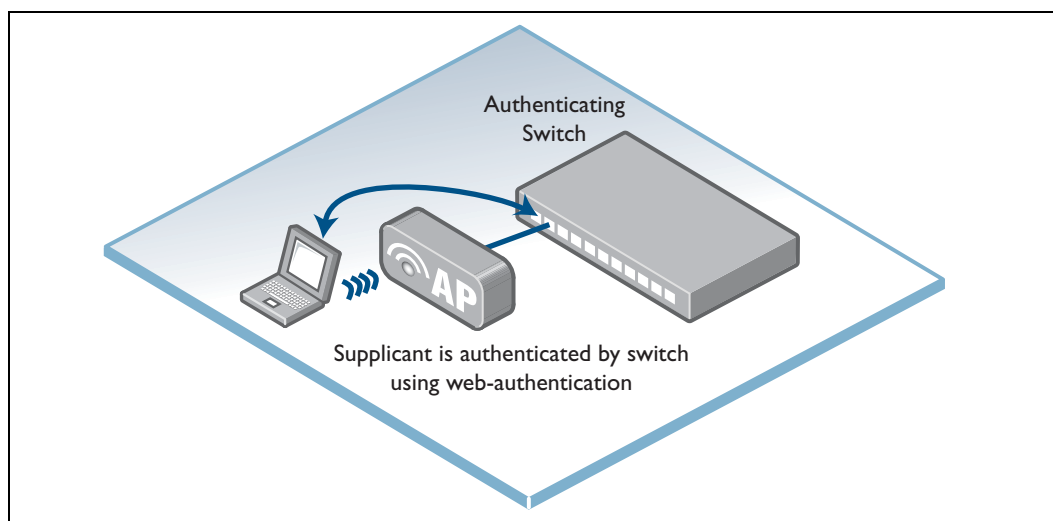 Authenticating
Switch
AP
Supplicant is authenticated by switch
using web-authentication